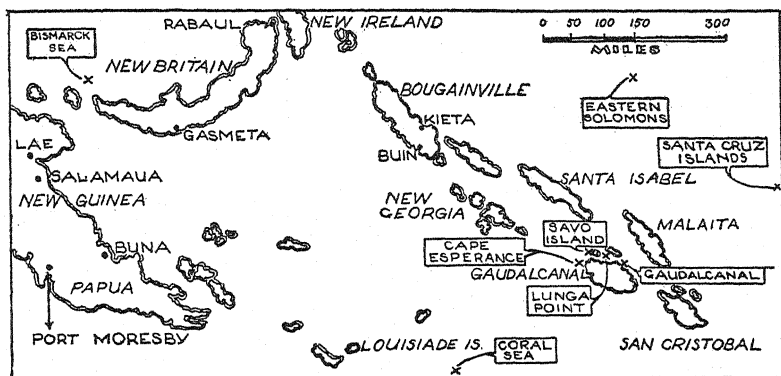 RABAUL
NEW IRELAND
0 50 100 150 300
MILES
BISMARCK
SEA
NEW BRITAIN
BOUGAINVILLE
EASTERN
SOLOMONS
KIETA
GASMETA
LAE
BUIN
SANTA CRUZ
ISLANDS
SALAMAUA
NEW GUINEA
SANTA ISABEL
NEW
GEORGIA
MALAITA
SAVO
ISLAND
BUNA
CAPE
ESPERANCE
GAUDALCANAL
GAUDALCANAL
PAPUA
LUNGA
POINT
PORT MORESBY
LOUISIADE IS.
CORAL
SEA
SAN CRISTOBAL